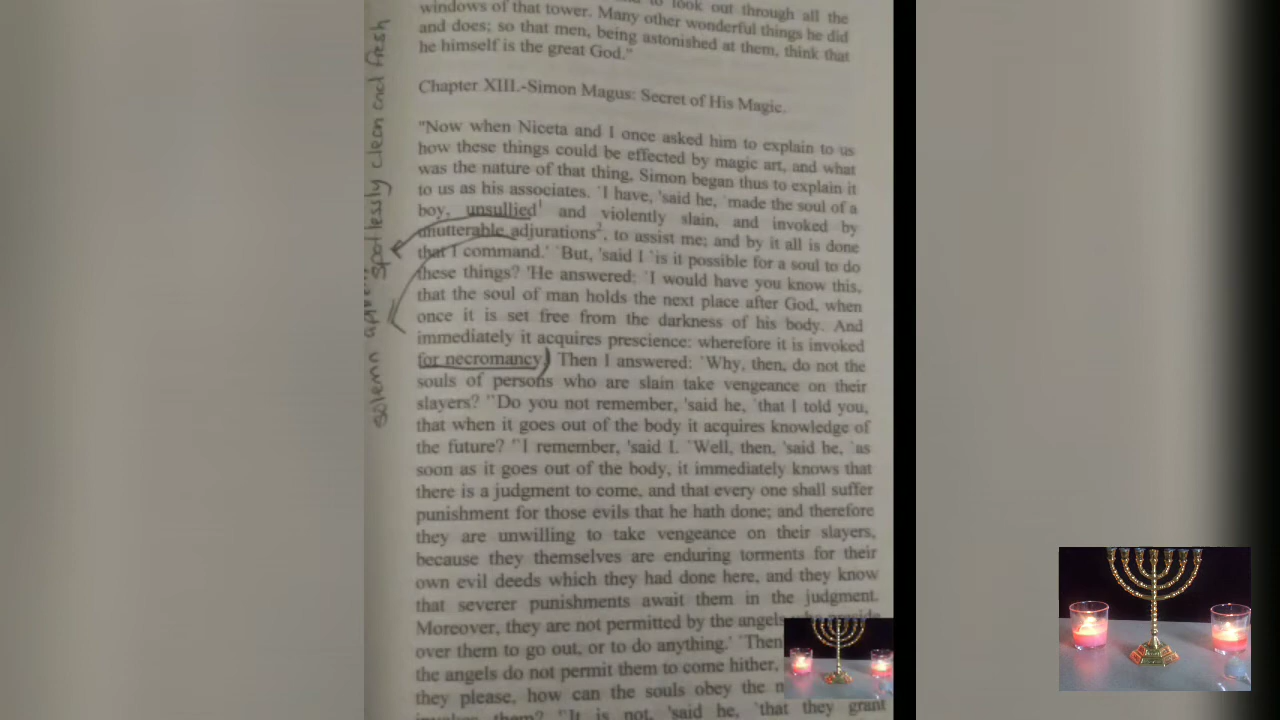 to look out through all the
windows of that tower. Many other wonderful things he did
and does; so that men, being astonished at them, think that
he himself is the great God."
Chapter XIII.-Simon Magus: Secret of His Magic.
"Now when Niceta and I once asked him to explain to us
how these things could be effected by magic art, and what
was the nature of that thing, Simon began thus to explain it
to us as his associates. `I have, 'said he, `made the soul of a
boy, unsullied¹ and violently slain, and invoked by
unutterable adjurations², to assist me; and by it all is done
that I command.' `But, 'said I `is it possible for a soul to do
these things? 'He answered: `I would have you know this,
that the soul of man holds the next place after God, when
once it is set free from the darkness of his body. And
immediately it acquires prescience: wherefore it is invoked
for necromancy.' Then I answered: `Why, then, do not the
souls of persons who are slain take vengeance on their
slayers? '`Do you not remember, 'said he, `that I told you,
that when it goes out of the body it acquires knowledge of
the future? '`I remember, 'said I. `Well, then, 'said he, `as
soon as it goes out of the body, it immediately knows that
there is a judgment to come, and that every one shall suffer
punishment for those evils that he hath done; and therefore
they are unwilling to take vengeance on their slayers,
because they themselves are enduring torments for their
own evil deeds which they had done here, and they know
that severer punishments await them in the judgment.
Moreover, they are not permitted by the angels
over them to go out, or to do anything.' `Then
the angels do not permit them to come hither,
they please, how can the souls obey the
them? '`It is not, 'said he, `that they grant
spotlessly clean and fresh
solemn